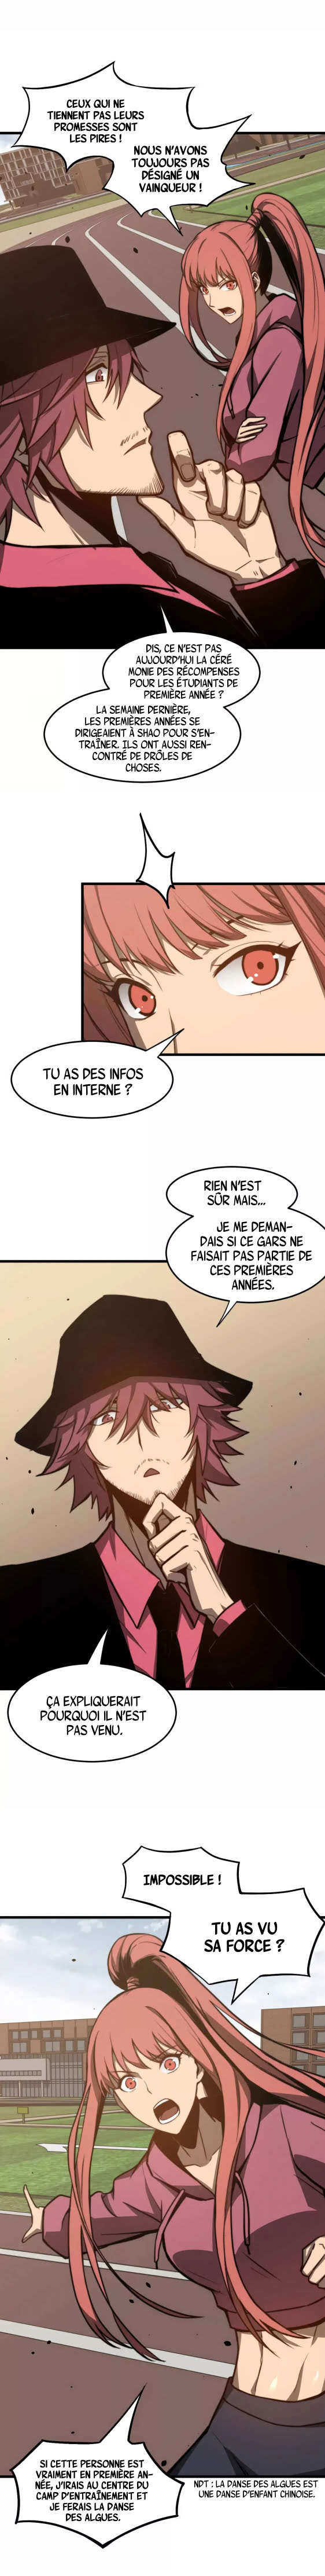 CEUX QUI NE
TIENNENT PAS LEURS
PROMESSES SONT
LES PIRES !
NOUS N'AVONS
TOUJOURS PAS
DÉSIGNÉ UN
VAINQUEUR !
DIS, CE N'EST PAS
AUJOURD'HUI LA CÉRÉ
MONIE DES RÉCOMPENSES
POUR LES ÉTUDIANTS DE
PREMIÈRE ANNÉE ?
LA SEMAINE DERNIÈRE,
LES PREMIÈRES ANNÉES SE
DIRIGEAIENT À SHAO POUR S'EN-
TRAÎNER. ILS ONT AUSSI REN-
CONTRÉ DE DRÔLES DE
CHOSES.
TU AS DES INFOS
EN INTERNE ?
RIEN N'EST
SÛR MAIS...
JE ME DEMAN-
DAIS SI CE GARS NE
FAISAIT PAS PARTIE DE
CES PREMIÈRES
ANNÉES.
ÇA EXPLIQUERAIT
POURQUOI IL N'EST
PAS VENU.
IMPOSSIBLE !
TU AS VU
SA FORCE ?
SI CETTE PERSONNE EST
VRAIMENT EN PREMIÈRE AN-
NÉE, J'IRAIS AU CENTRE DU
CAMP D'ENTRAÎNEMENT ET
JE FERAIS LA DANSE
DES ALGUES.
NDT : LA DANSE DES ALGUES EST
UNE DANSE D'ENFANT CHINOISE.